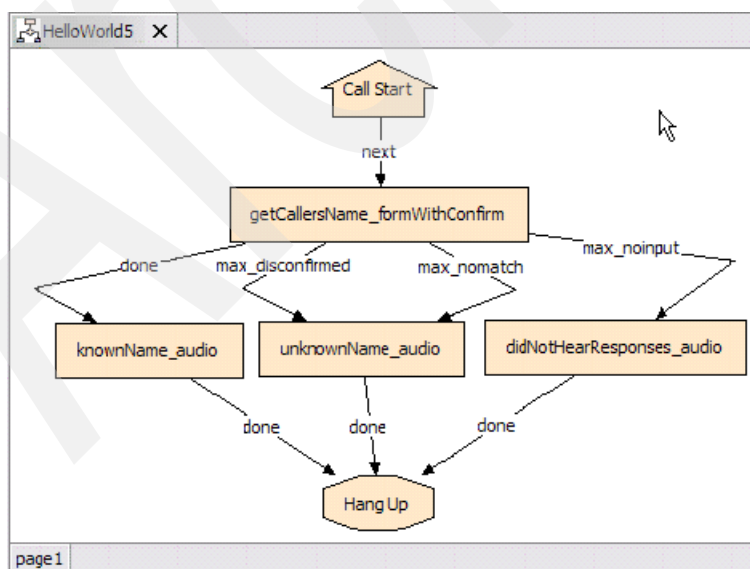 HelloWorld5
Call Start
next
getCallersName_formWithConfirm
done
max_disconfirmed
max_nomatch
max_noinput
knownName_audio
unknownName_audio
didNotHearResponses_audio
done
done
done
Hang Up
page1